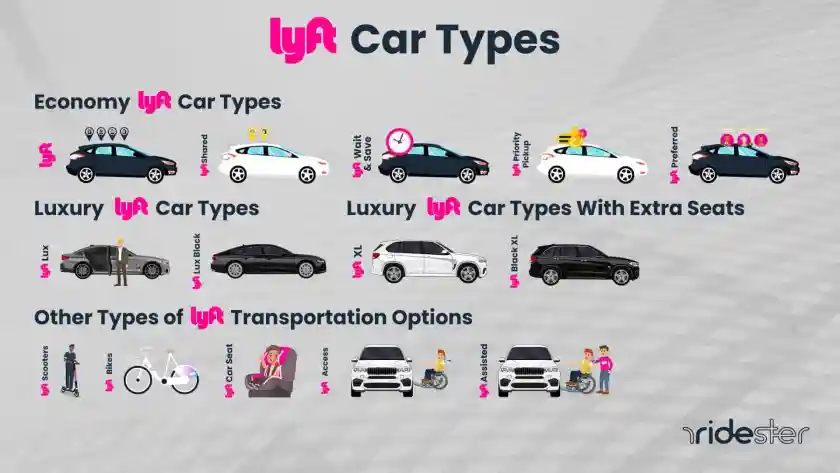 lyft Car Types
Economy lyft Car Types
lyft
lyft Shared
lyft Wait
& Save
lyft Priority
Pickup
lyft Preferred
Luxury lyft Car Types
Luxury lyft Car Types With Extra Seats
lyft Lux
lyft Lux Black
lyft XL
lyft Black XL
Other Types of lyft Transportation Options
lyft Scooters
lyft Bikes
lyft Car Seat
lyft Access
lyft Assisted
ridester